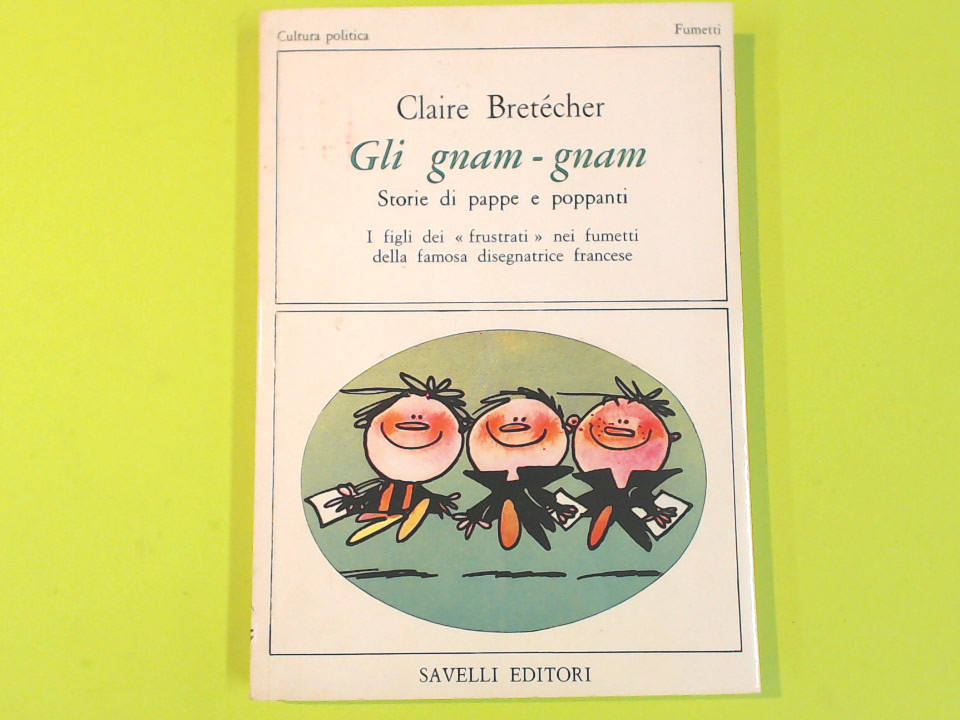 Cultura politica
Fumetti
Claire Bretécher
Gli gnam-gnam
Storie di pappe e poppanti
I figli dei « frustrati » nei fumetti
della famosa disegnatrice francese
SAVELLI EDITORI